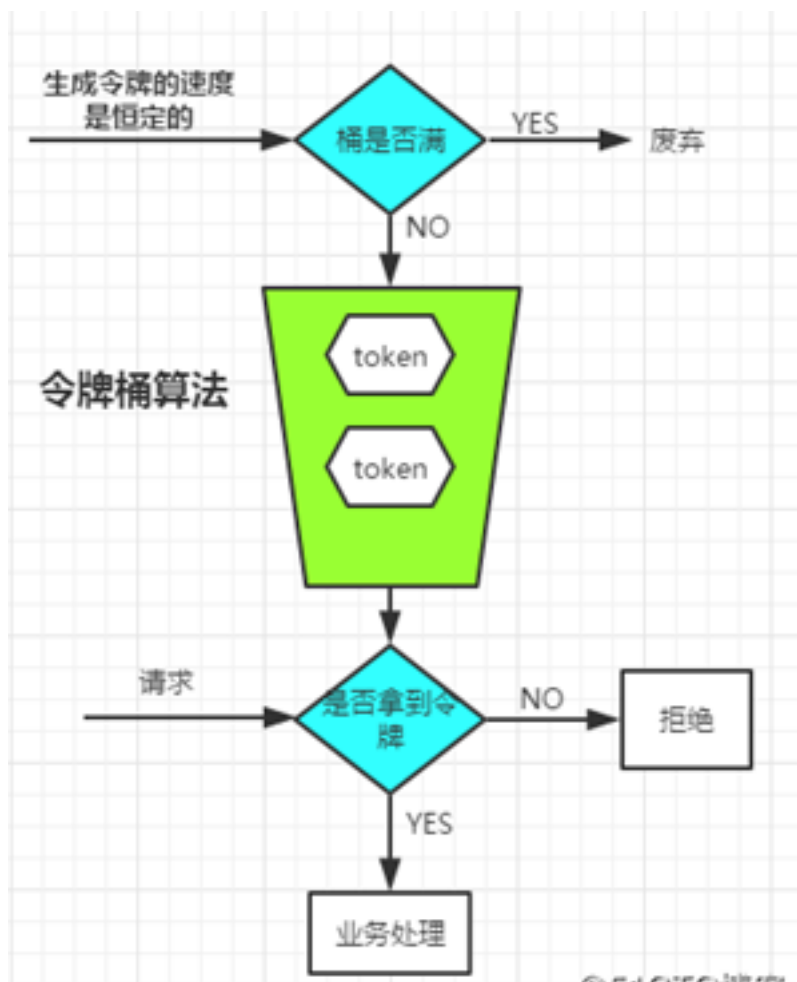 生成令牌的速度
是恒定的
桶是否满
YES
废弃
NO
token
令牌桶算法
token
请求
是否拿到令
牌
NO
拒绝
YES
业务处理